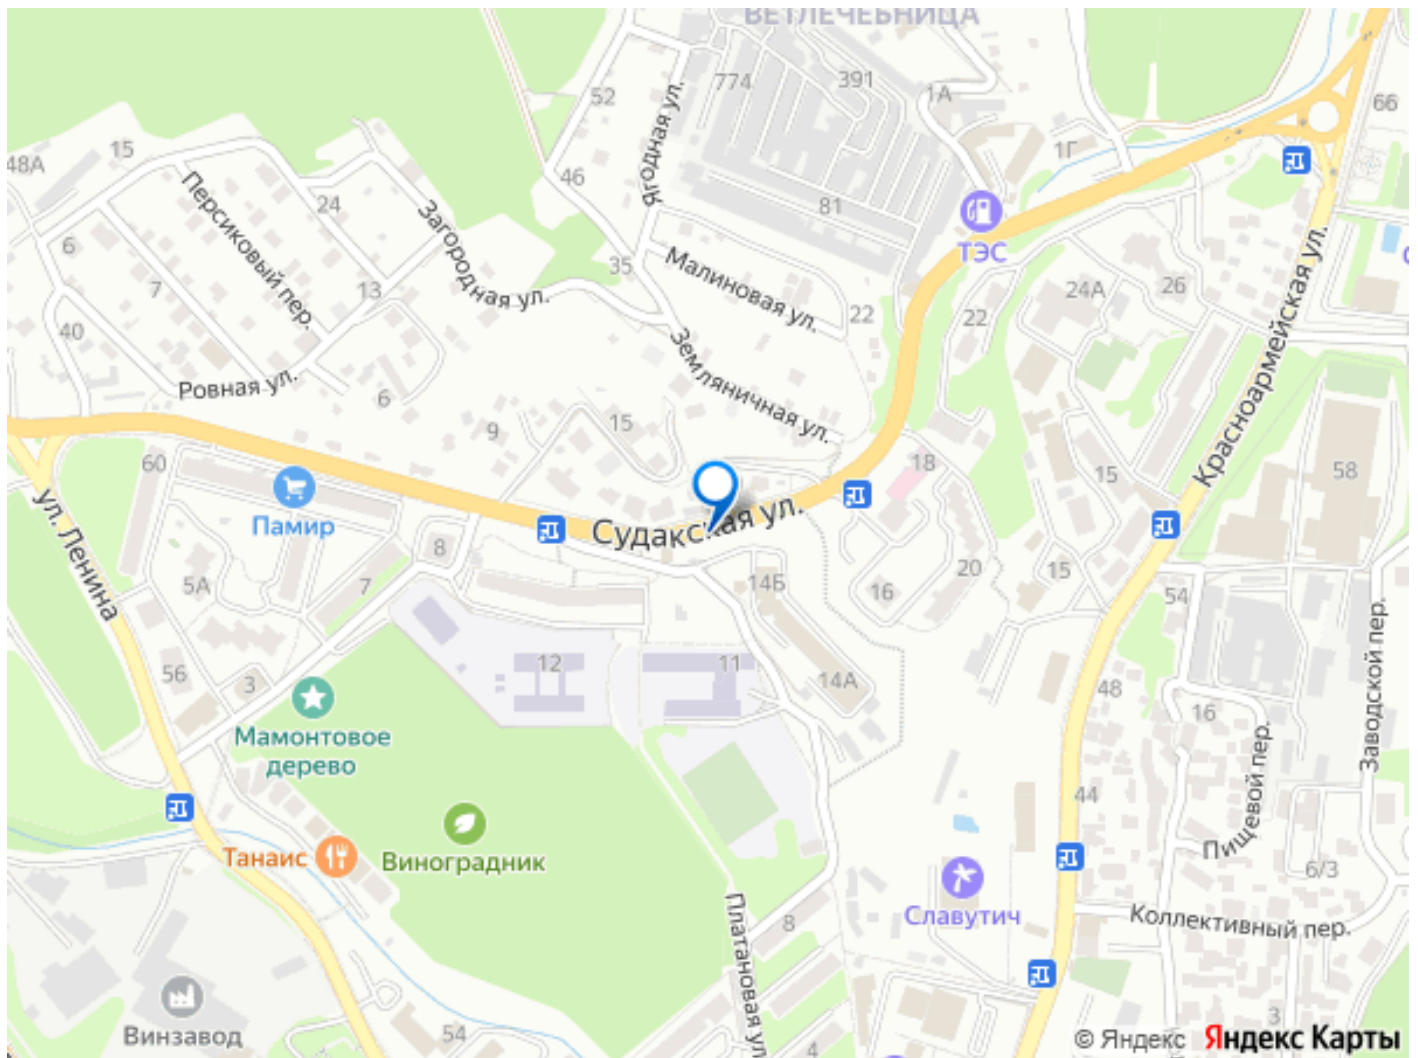 ВЕТЛЕЧЕБНИЦА
774
391
52
1А
66
Ягодная ул.
48А
15
1Г
46
Персиковый пер.
24
81
Загородная ул.
6
ТЭС
35
Малиновая ул.
7
13
24А
26
22
22
40
Земляничная ул.
Красноармейская ул.
Ровная ул.
6
9
15
60
18
15
58
Памир
Судакская ул.
ул. Ленина
8
5А
7
14Б
16
20
15
54
Заводской пер.
12
11
56
3
14А
48
16
Мамонтовое
дерево
Пищевой пер.
44
Танаис
Виноградник
6/3
Славутич
Платановая ул.
8
Коллективный пер.
Винзавод
54
4
3
© Яндекс Яндекс Карты